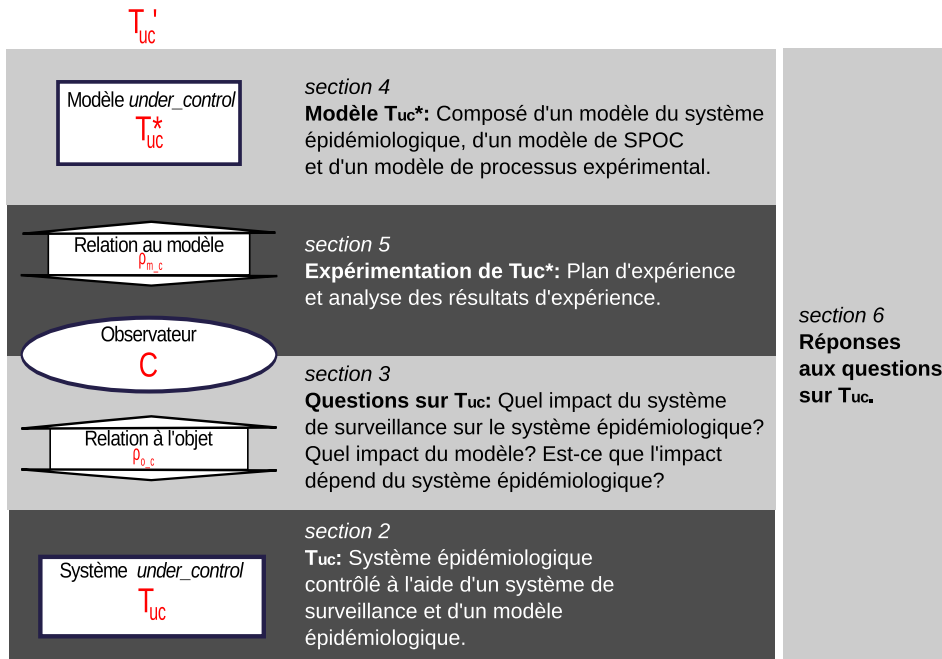 Tuc'
Modèle under_control
Tuc*
section 4
Modèle Tuc*: Composé d'un modèle du système
épidémiologique, d'un modèle de SPOC
et d'un modèle de processus expérimental.
Relation au modèle
ρm_c
section 5
Expérimentation de Tuc*: Plan d'expérience
et analyse des résultats d'expérience.
Observateur
C
section 3
Questions sur Tuc: Quel impact du système
de surveillance sur le système épidémiologique?
Quel impact du modèle? Est-ce que l'impact
dépend du système épidémiologique?
Relation à l'objet
ρo_c
section 2
Tuc: Système épidémiologique
contrôlé à l'aide d'un système de
surveillance et d'un modèle
épidémiologique.
Système under_control
Tuc
section 6
Réponses
aux questions
sur Tuc.